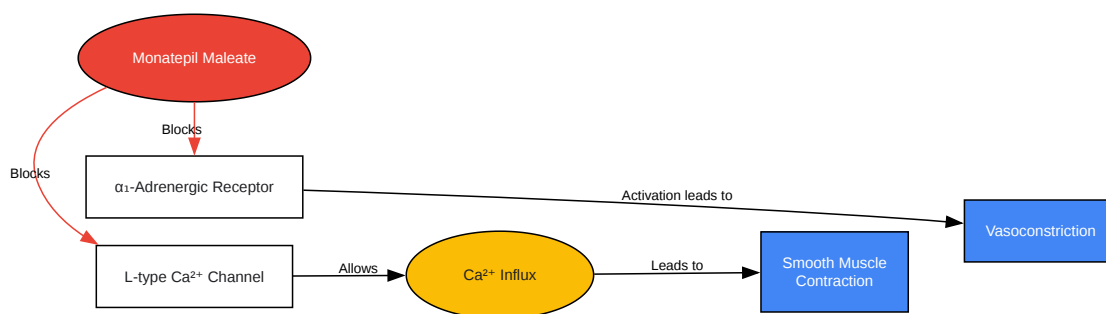 Monatepil Maleate
Blocks
Blocks
α₁-Adrenergic Receptor
Activation leads to
Vasoconstriction
L-type Ca²⁺ Channel
Allows
Ca²⁺ Influx
Leads to
Smooth Muscle
Contraction